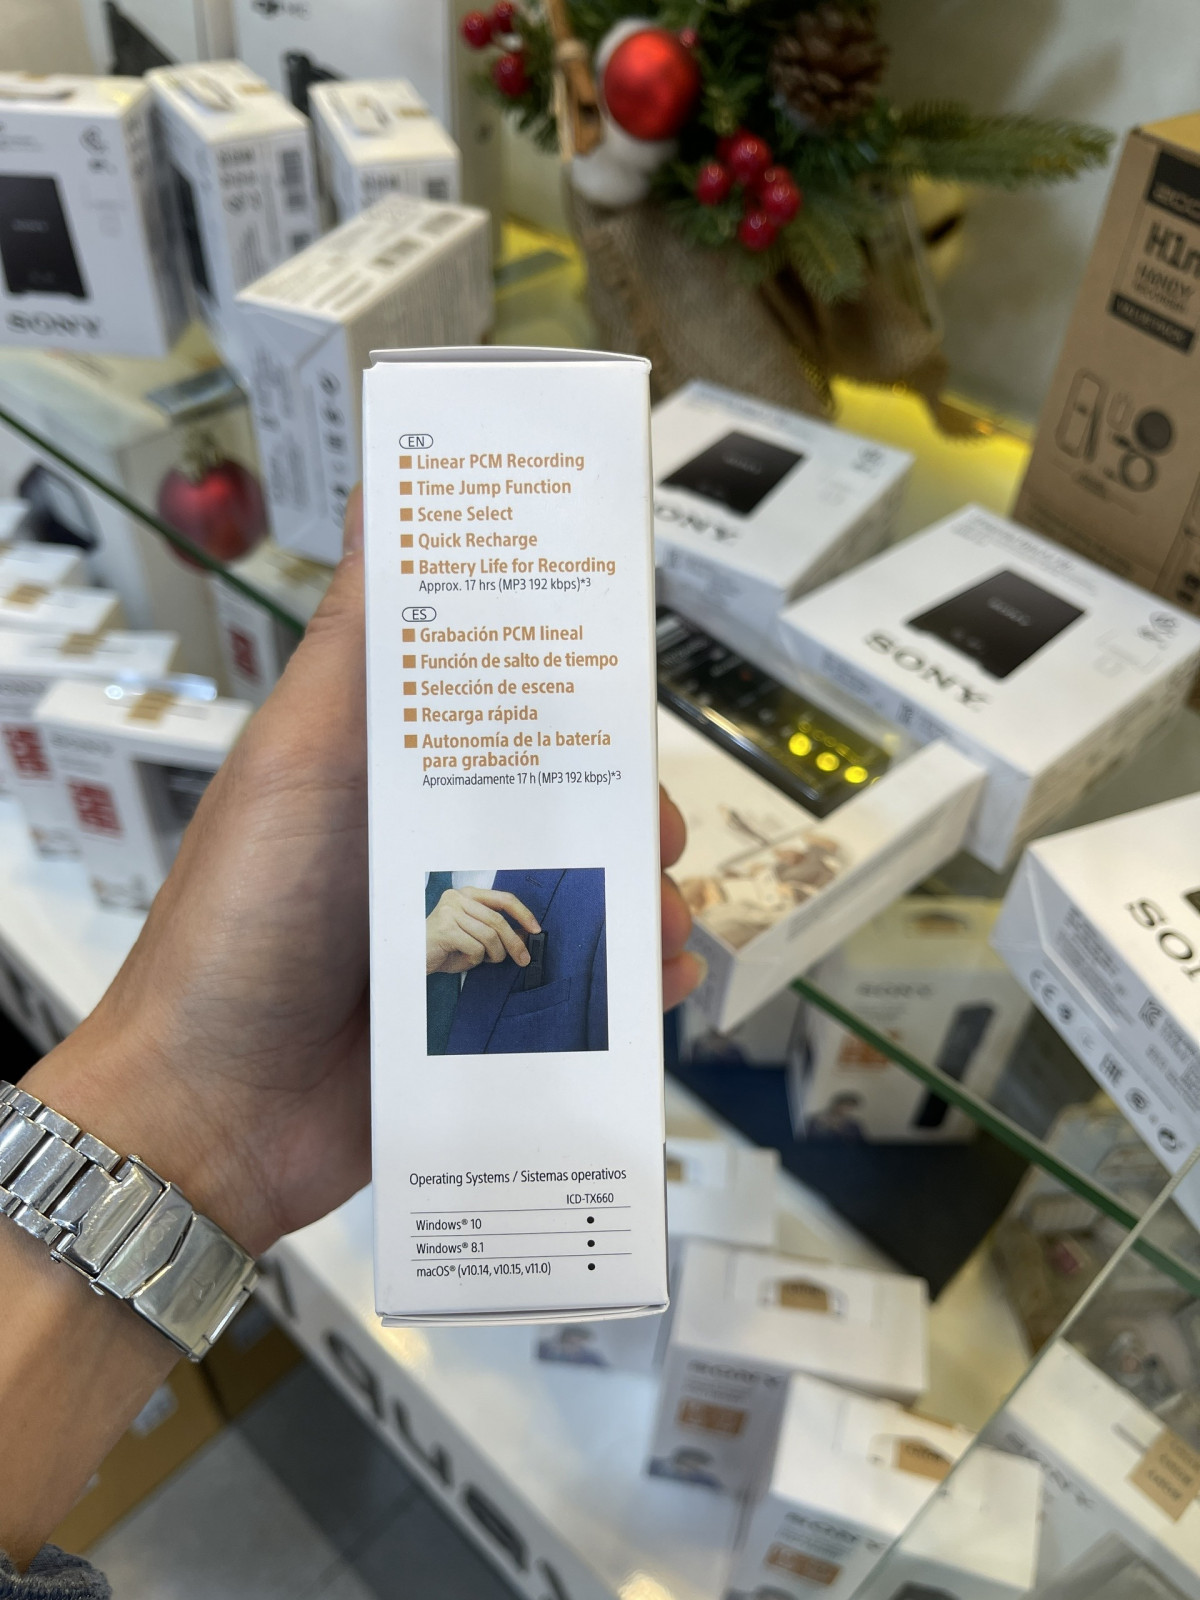 EN
Linear PCM Recording
Time Jump Function
Scene Select
Quick Recharge
Battery Life for Recording
Approx. 17 hrs (MP3 192 kbps)*3
ES
Grabación PCM lineal
Función de salto de tiempo
Selección de escena
Recarga rápida
Autonomía de la batería
para grabación
Aproximadamente 17 h (MP3 192 kbps)*3
Operating Systems / Sistemas operativos
ICD-TX660
Windows® 10
Windows® 8.1
macOS® (v10.14, v10.15, v11.0)
SONY
SONY
SONY
H1n
HANDY